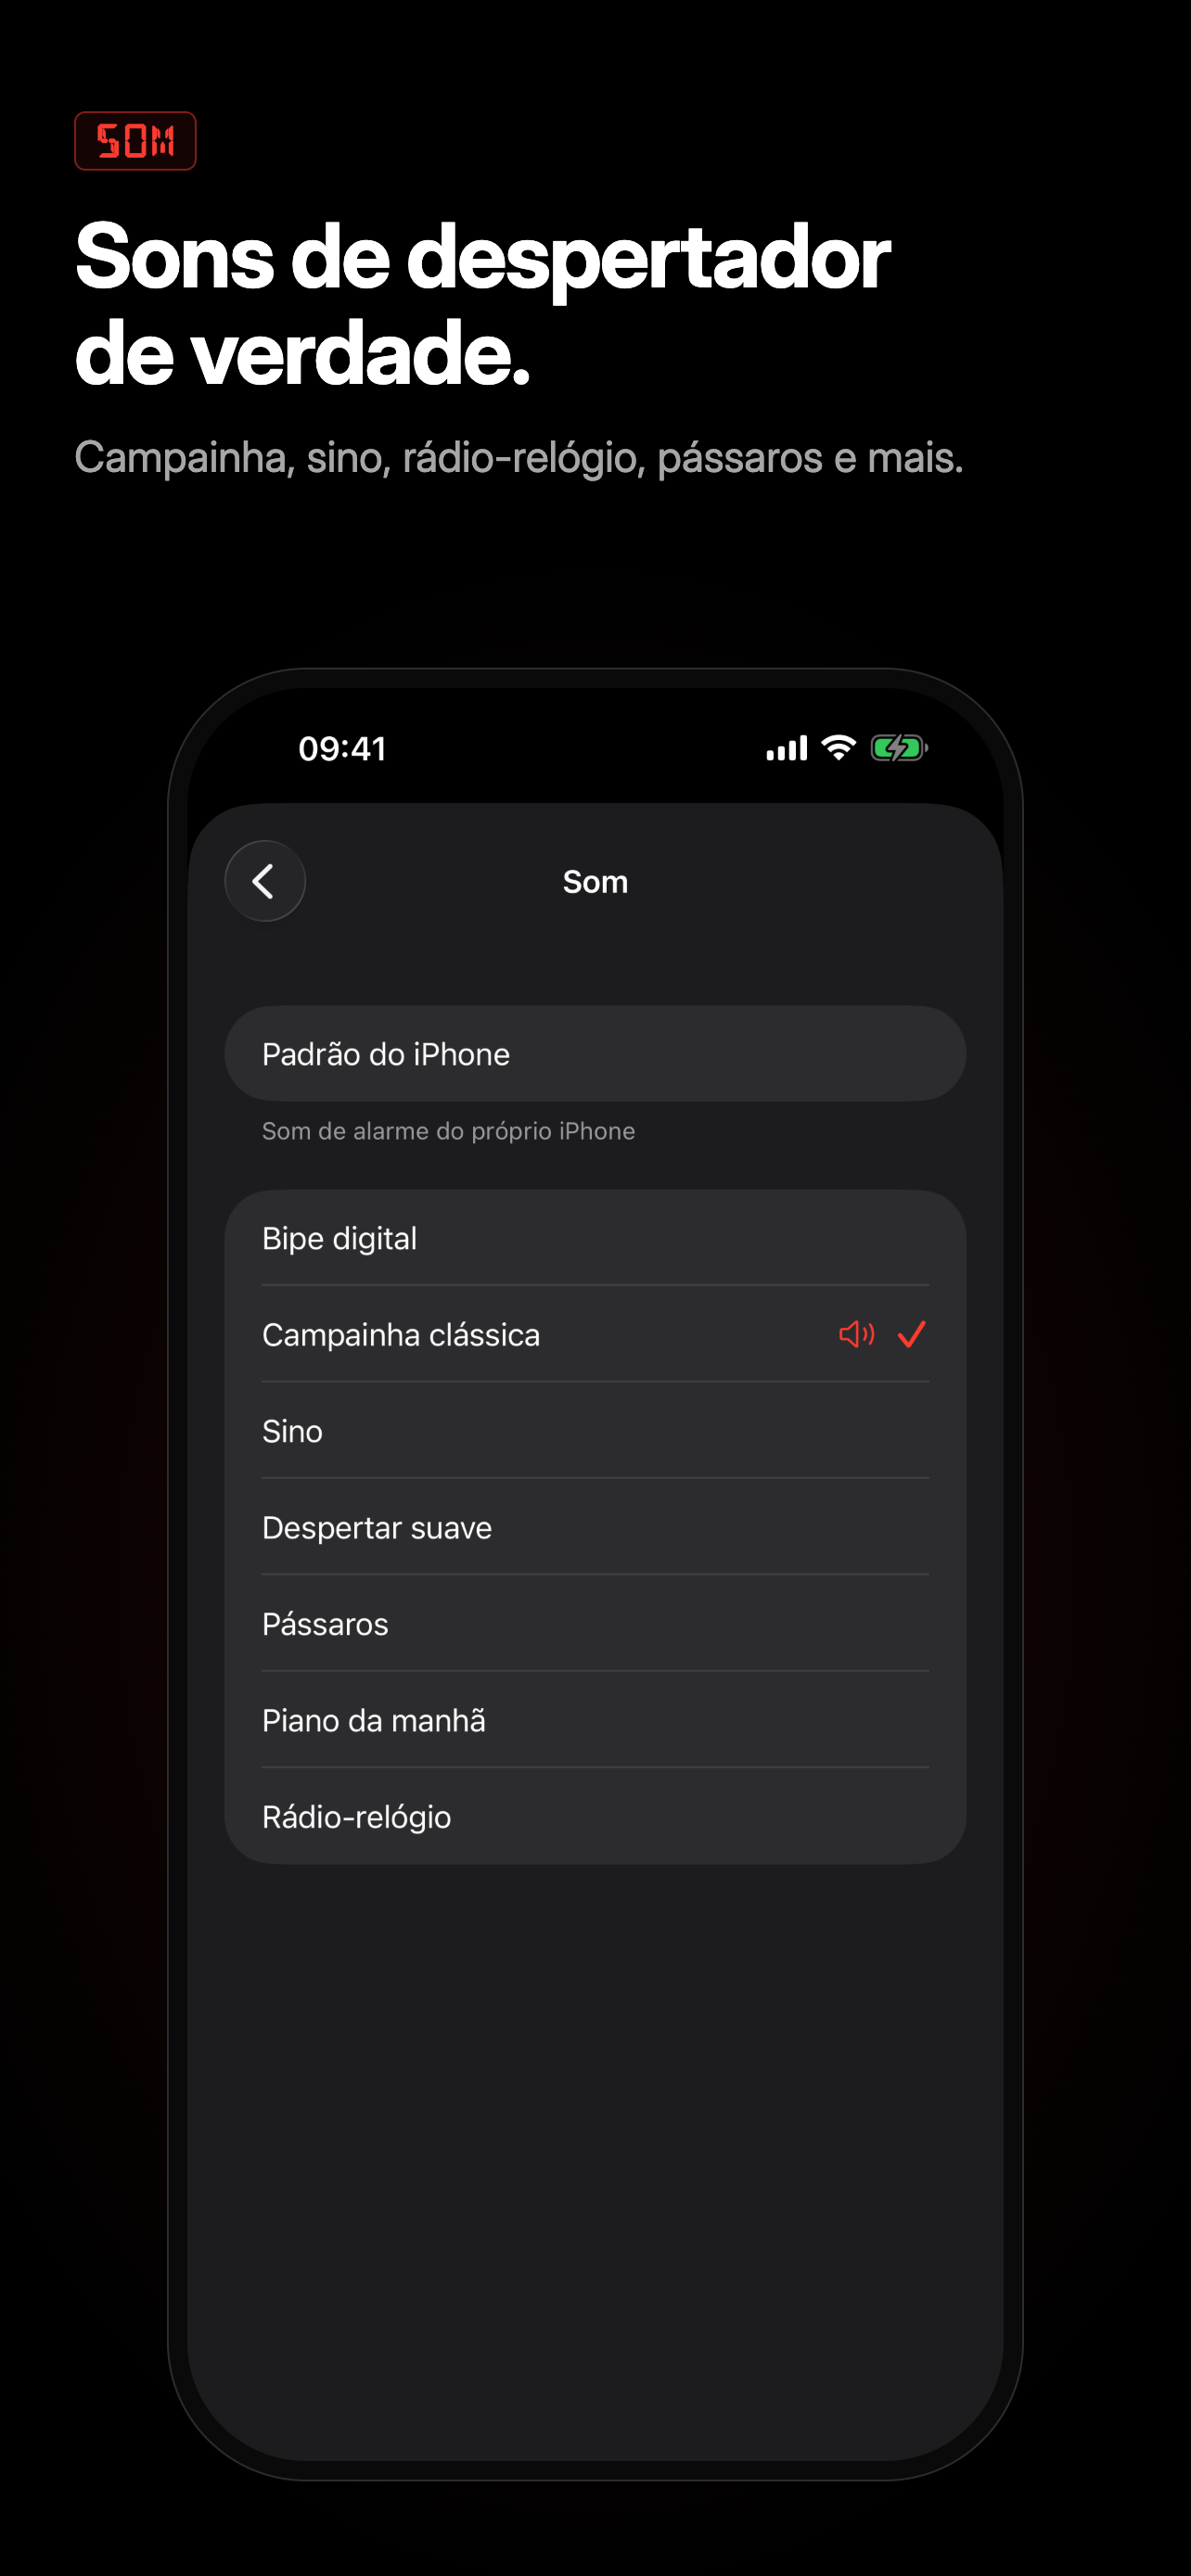 SOM
Sons de despertador
de verdade.
Campainha, sino, rádio-relógio, pássaros e mais.
09:41
Som
Padrão do iPhone
Som de alarme do próprio iPhone
Bipe digital
Campainha clássica
Sino
Despertar suave
Pássaros
Piano da manhã
Rádio-relógio